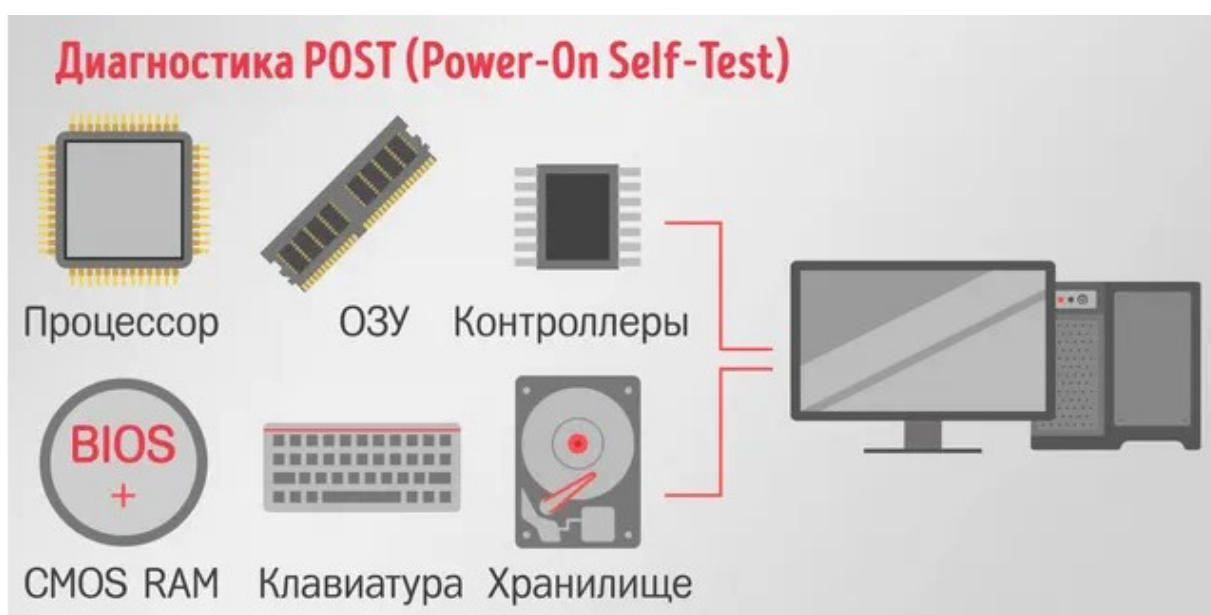 Диагностика POST (Power-On Self-Test)
Процессор
ОЗУ
Контроллеры
BIOS
+
CMOS RAM
Клавиатура
Хранилище